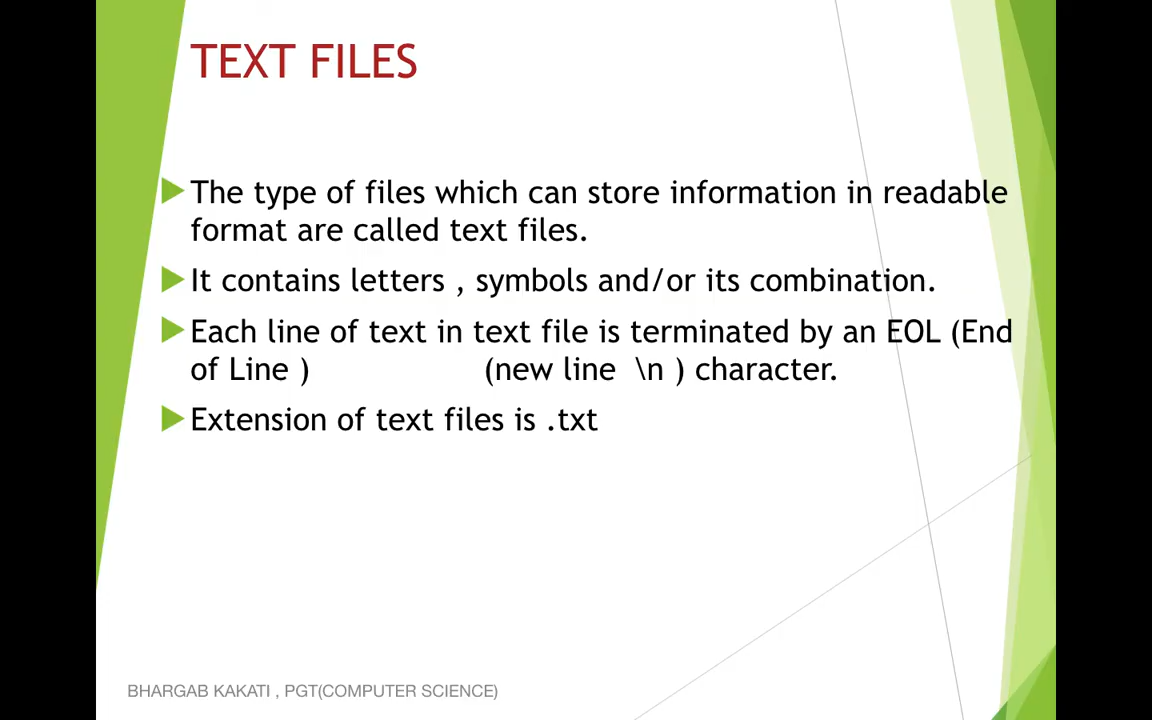 TEXT FILES
The type of files which can store information in readable
format are called text files.
It contains letters , symbols and/or its combination.
Each line of text in text file is terminated by an EOL (End
of Line ) (new line \n ) character.
Extension of text files is .txt
BHARGAB KAKATI , PGT(COMPUTER SCIENCE)